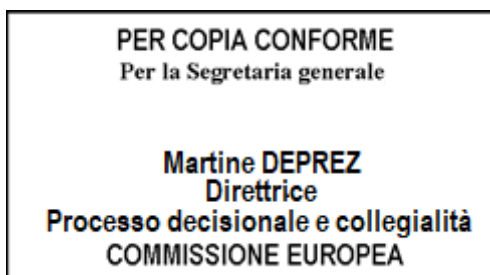 PER COPIA CONFORME
Per la Segretaria generale
Martine DEPREZ
Direttrice
Processo decisionale e collegialità
COMMISSIONE EUROPEA